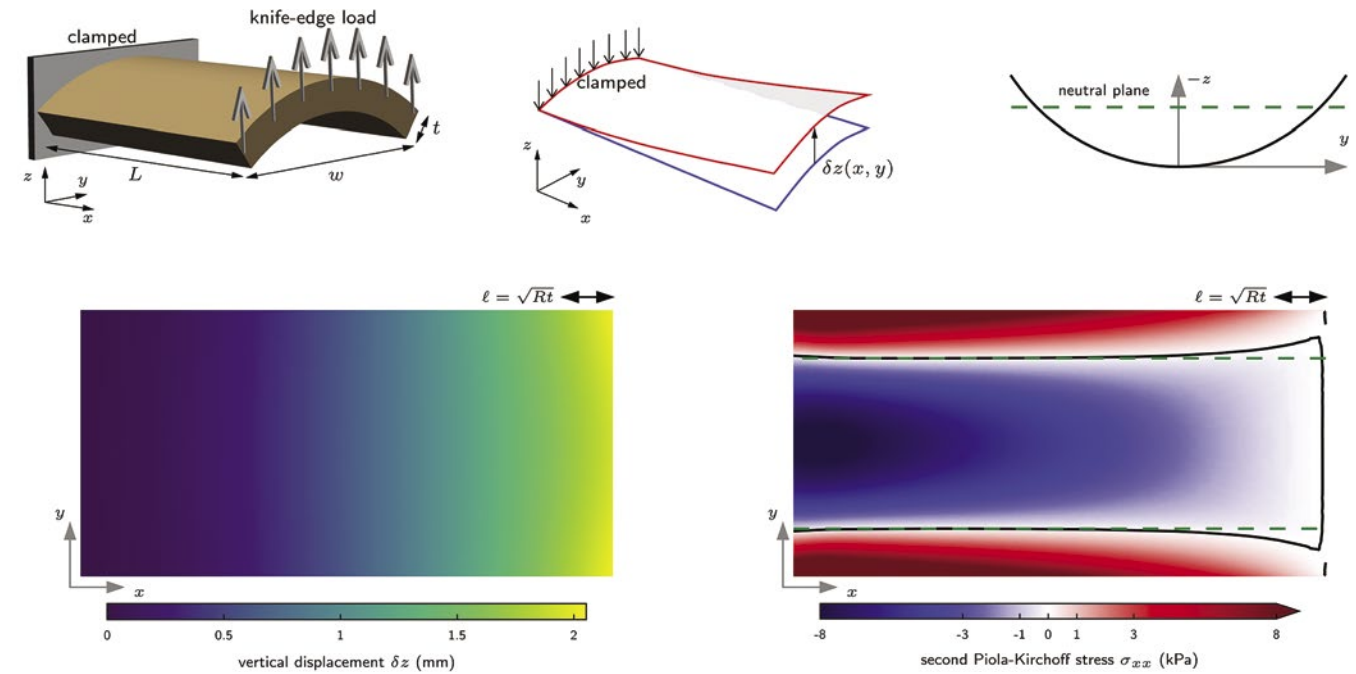 clamped
knife-edge load
t
z
y
x
L
w
clamped
z
y
x
δz(x, y)
neutral plane
−z
y
ℓ = √Rt
y
x
0 0.5 1 1.5 2
vertical displacement δz (mm)
ℓ = √Rt
y
x
-8 -3 -1 0 1 3 8
second Piola-Kirchoff stress σxx (kPa)